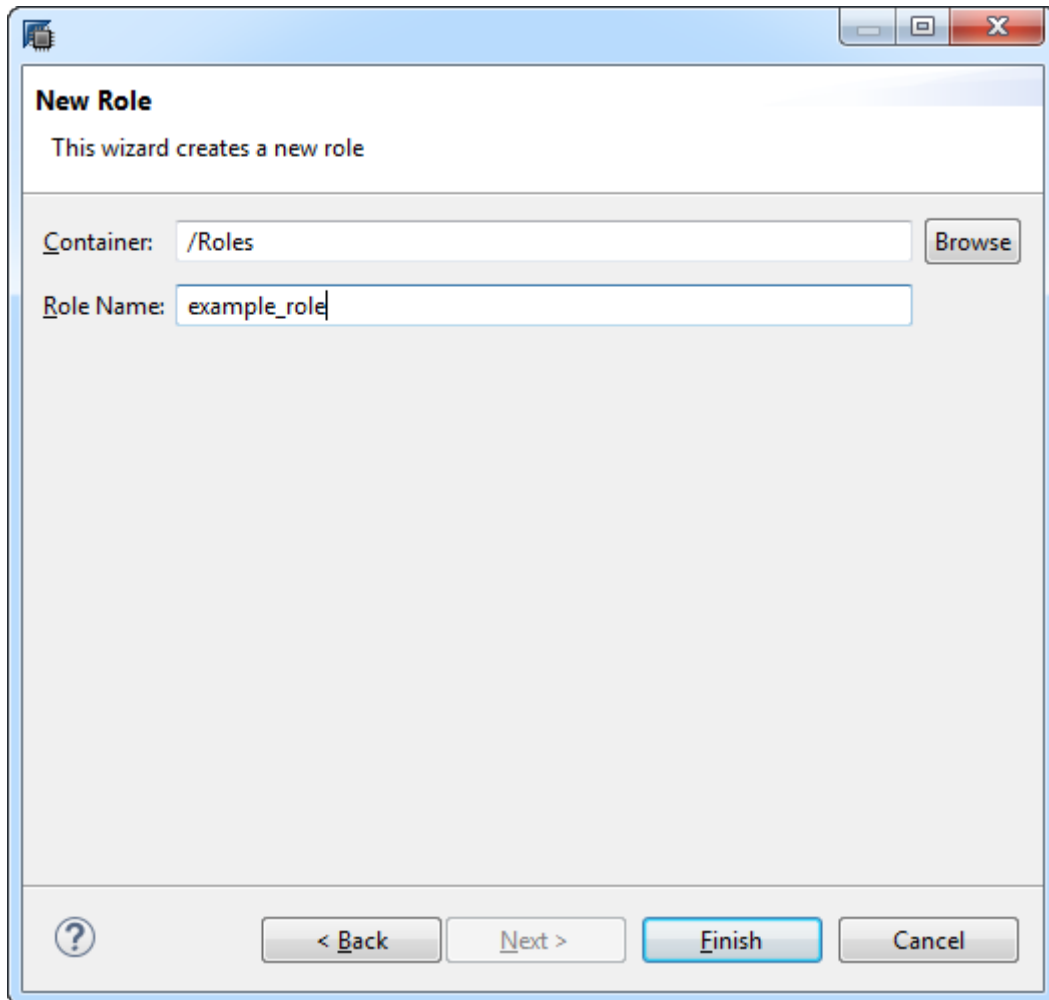 New Role
This wizard creates a new role
Container: /Roles Browse
Role Name: example_role
? < Back Next > Finish Cancel